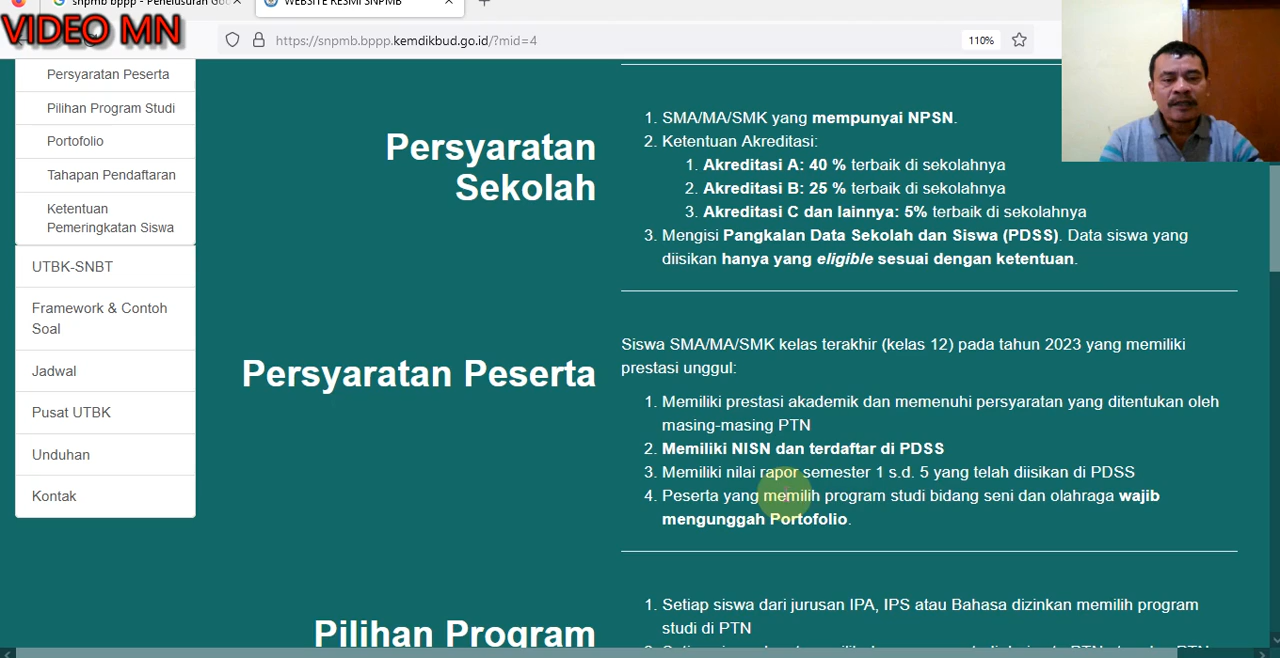 snpmb bppp - Penelusuran Goo
WEBSITE RESMI SNPMB
VIDEO MN
https://snpmb.bppp.kemdikbud.go.id/?mid=4
110%
Persyaratan Peserta
Pilihan Program Studi
Portofolio
Tahapan Pendaftaran
Ketentuan
Pemeringkatan Siswa
UTBK-SNBT
Framework & Contoh
Soal
Jadwal
Pusat UTBK
Unduhan
Kontak
Persyaratan
Sekolah
1. SMA/MA/SMK yang mempunyai NPSN.
2. Ketentuan Akreditasi:
1. Akreditasi A: 40 % terbaik di sekolahnya
2. Akreditasi B: 25 % terbaik di sekolahnya
3. Akreditasi C dan lainnya: 5% terbaik di sekolahnya
3. Mengisi Pangkalan Data Sekolah dan Siswa (PDSS). Data siswa yang
diisikan hanya yang eligible sesuai dengan ketentuan.
Persyaratan Peserta
Siswa SMA/MA/SMK kelas terakhir (kelas 12) pada tahun 2023 yang memiliki
prestasi unggul:
1. Memiliki prestasi akademik dan memenuhi persyaratan yang ditentukan oleh
masing-masing PTN
2. Memiliki NISN dan terdaftar di PDSS
3. Memiliki nilai rapor semester 1 s.d. 5 yang telah diisikan di PDSS
4. Peserta yang memilih program studi bidang seni dan olahraga wajib
mengunggah Portofolio.
Pilihan Program
1. Setiap siswa dari jurusan IPA, IPS atau Bahasa dizinkan memilih program
studi di PTN